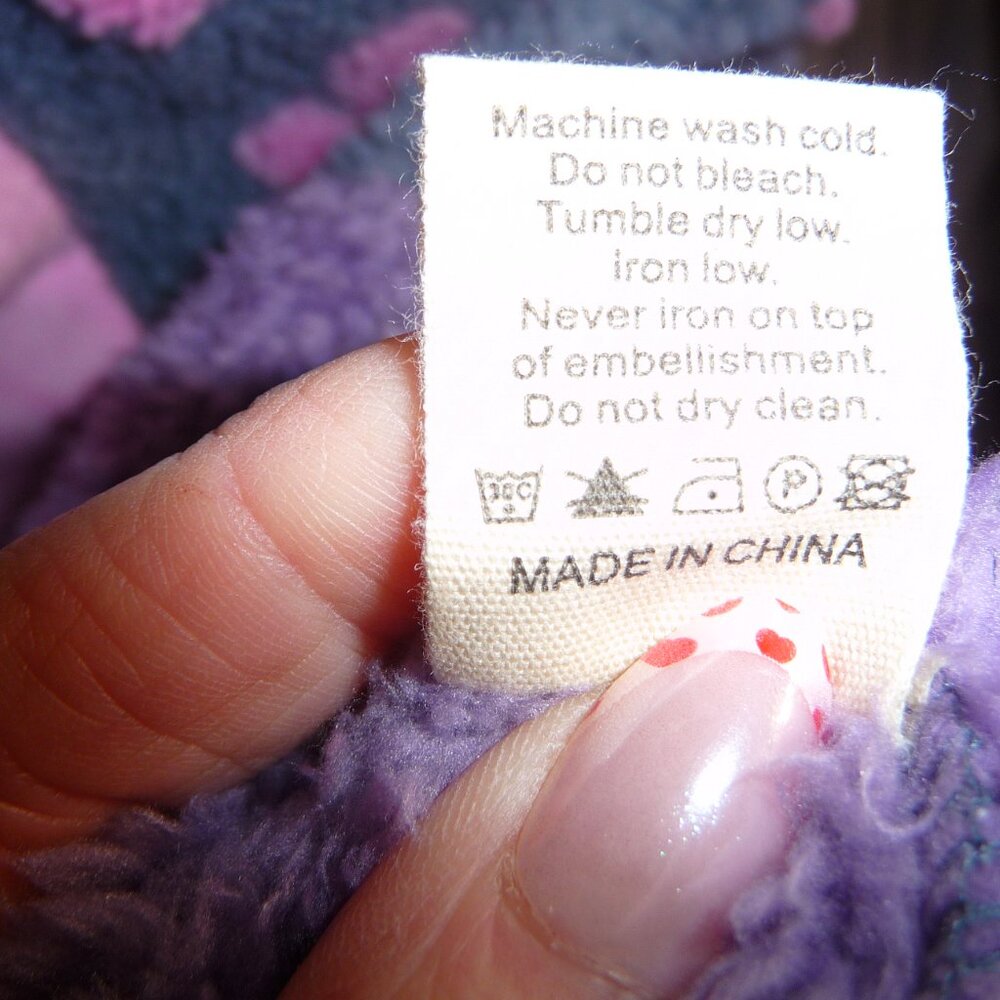 Machine wash cold.
Do not bleach.
Tumble dry low.
Iron low.
Never iron on top
of embellishment.
Do not dry clean.
30C P
MADE IN CHINA